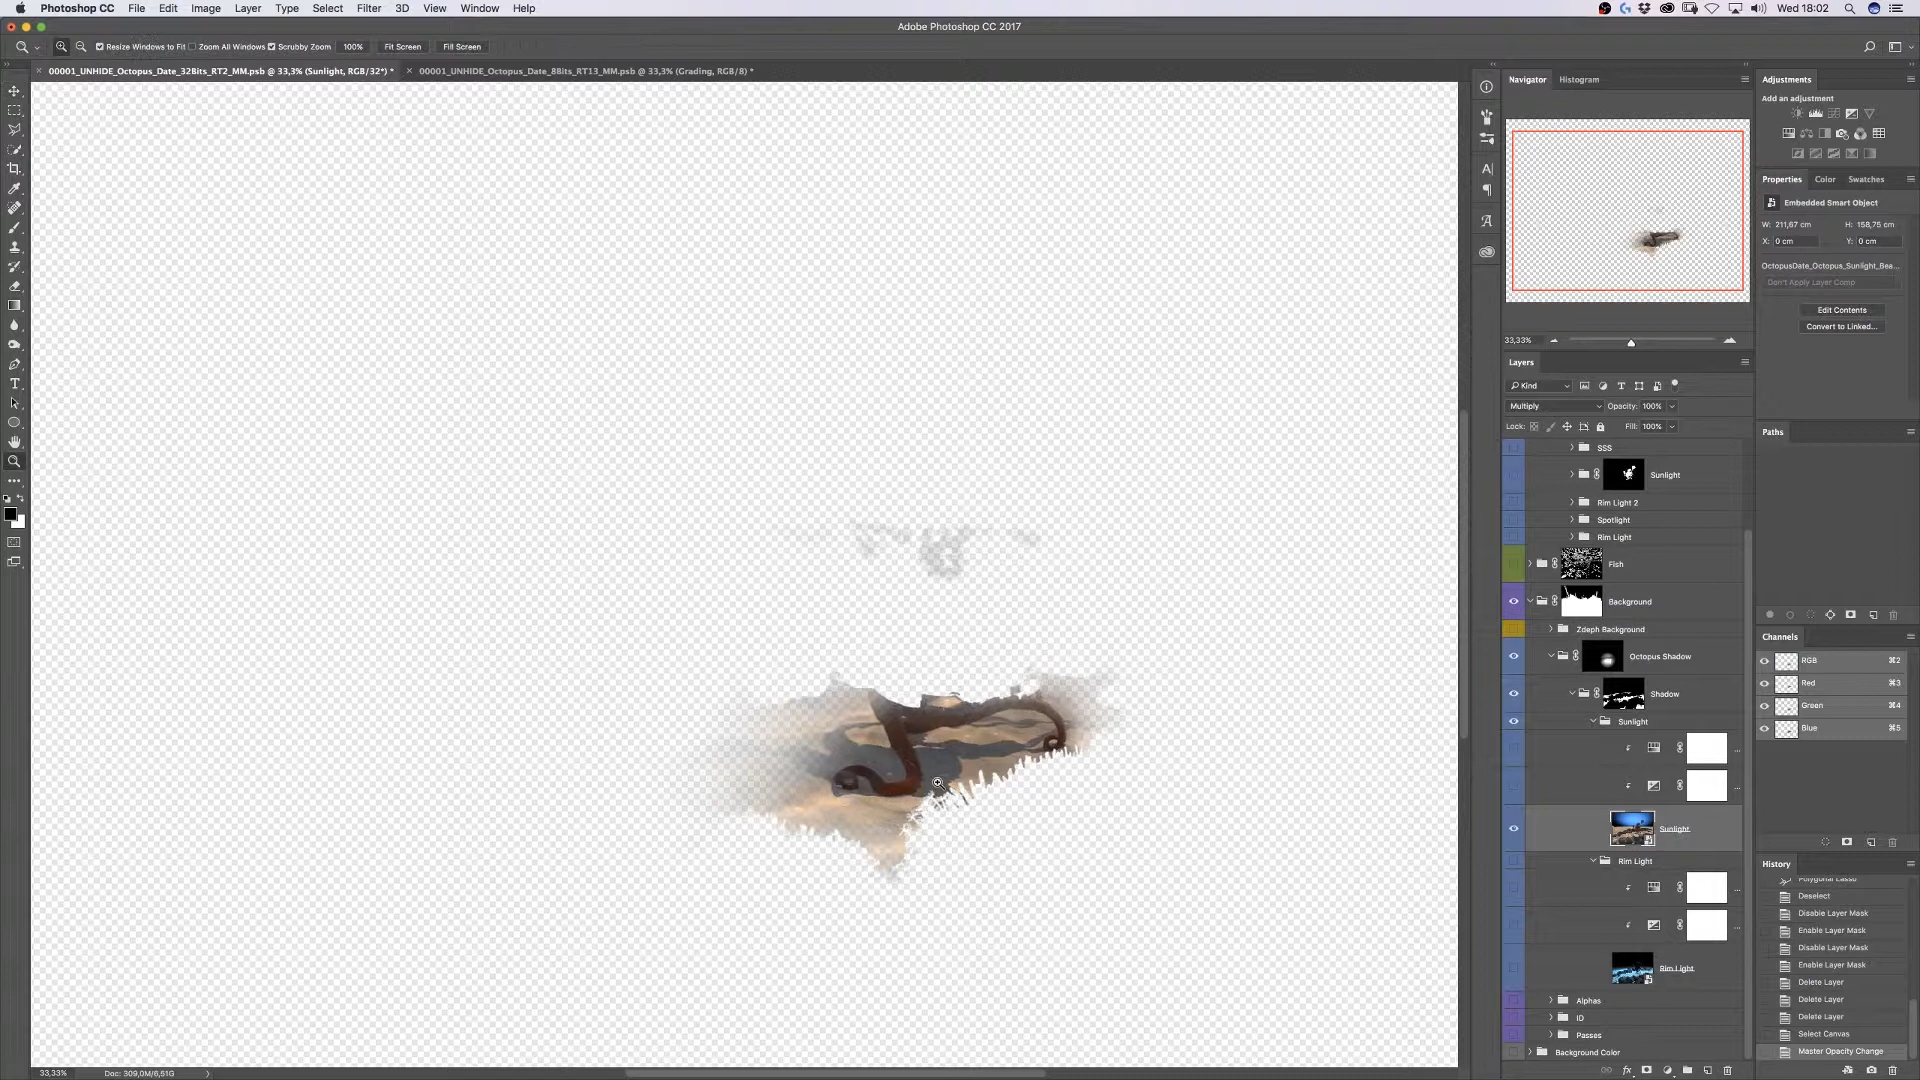 Photoshop CC File Edit Image Layer Type Select Filter 3D View Window Help Wed 18:02
Adobe Photoshop CC 2017
Resize Windows to Fit Zoom All Windows Scrubby Zoom 100% Fit Screen Fill Screen
00001_UNHIDE_Octopus_Date_32Bits_RT2_MM.psb @ 33,3% (Sunlight, RGB/32*) * 00001_UNHIDE_Octopus_Date_8Bits_RT13_MM.psb @ 33,3% (Grading, RGB/8) *
Navigator Histogram
33,33%
Layers
Kind
Multiply Opacity: 100%
Lock: Fill: 100%
SSS
Sunlight
Rim Light 2
Spotlight
Rim Light
Fish
Background
Zdeph Background
Octopus Shadow
Shadow
Sunlight
...
...
Sunlight
Rim Light
...
...
Rim Light
Alphas
ID
Passes
Background Color
Adjustments
Add an adjustment
Properties Color Swatches
Embedded Smart Object
W: 211,67 cm H: 158,75 cm
X: 0 cm Y: 0 cm
OctopusDate_Octopus_Sunlight_Bea...
Don't Apply Layer Comp
Edit Contents
Convert to Linked...
Paths
Channels
RGB ⌘2
Red ⌘3
Green ⌘4
Blue ⌘5
History
Polygonal Lasso
Deselect
Disable Layer Mask
Enable Layer Mask
Disable Layer Mask
Enable Layer Mask
Delete Layer
Delete Layer
Delete Layer
Select Canvas
Master Opacity Change
33,33% Doc: 309,0M/6,51G